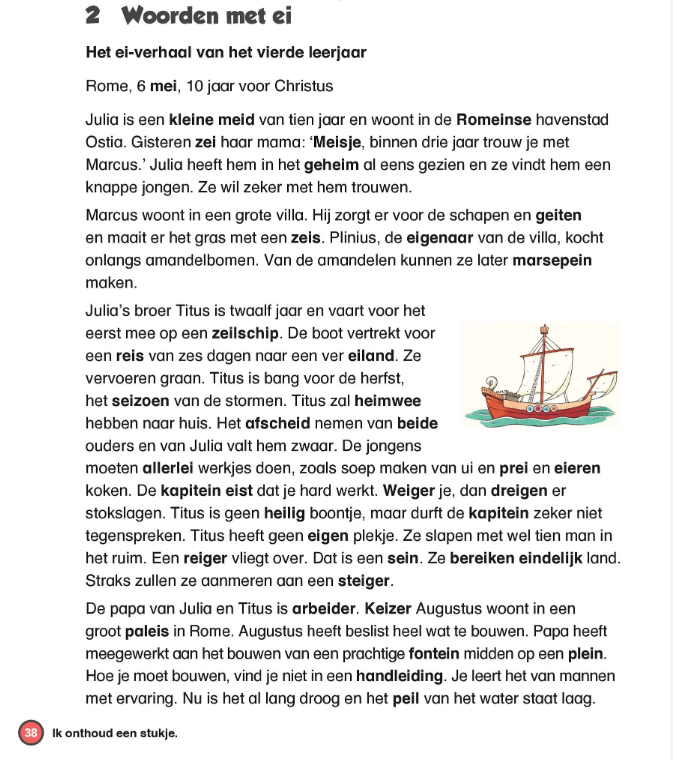 2 Woorden met ei
Het ei-verhaal van het vierde leerjaar
Rome, 6 mei, 10 jaar voor Christus
Julia is een kleine meid van tien jaar en woont in de Romeinse havenstad
Ostia. Gisteren zei haar mama: ‘Meisje, binnen drie jaar trouw je met
Marcus.’ Julia heeft hem in het geheim al eens gezien en ze vindt hem een
knappe jongen. Ze wil zeker met hem trouwen.
Marcus woont in een grote villa. Hij zorgt er voor de schapen en geiten
en maait er het gras met een zeis. Plinius, de eigenaar van de villa, kocht
onlangs amandelbomen. Van de amandelen kunnen ze later marsepein
maken.
Julia’s broer Titus is twaalf jaar en vaart voor het
eerst mee op een zeilschip. De boot vertrekt voor
een reis van zes dagen naar een ver eiland. Ze
vervoeren graan. Titus is bang voor de herfst,
het seizoen van de stormen. Titus zal heimwee
hebben naar huis. Het afscheid nemen van beide
ouders en van Julia valt hem zwaar. De jongens
moeten allerlei werkjes doen, zoals soep maken van ui en prei en eieren
koken. De kapitein eist dat je hard werkt. Weiger je, dan dreigen er
stokslagen. Titus is geen heilig boontje, maar durft de kapitein zeker niet
tegenspreken. Titus heeft geen eigen plekje. Ze slapen met wel tien man in
het ruim. Een reiger vliegt over. Dat is een sein. Ze bereiken eindelijk land.
Straks zullen ze aanmeren aan een steiger.
De papa van Julia en Titus is arbeider. Keizer Augustus woont in een
groot paleis in Rome. Augustus heeft beslist heel wat te bouwen. Papa heeft
meegewerkt aan het bouwen van een prachtige fontein midden op een plein.
Hoe je moet bouwen, vind je niet in een handleiding. Je leert het van mannen
met ervaring. Nu is het al lang droog en het peil van het water staat laag.
38 Ik onthoud een stukje.